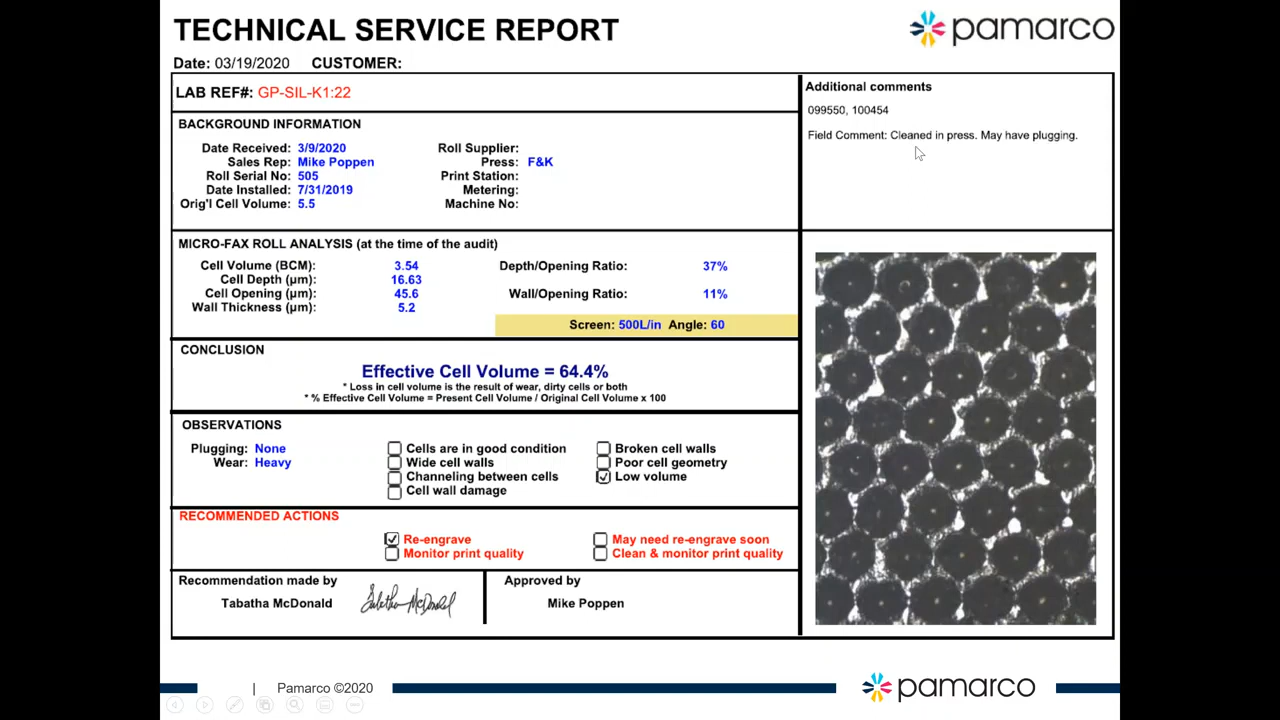 TECHNICAL SERVICE REPORT
pamarco
Date: 03/19/2020 CUSTOMER:
LAB REF#: GP-SIL-K1:22
BACKGROUND INFORMATION
Date Received: 3/9/2020
Sales Rep: Mike Poppen
Roll Serial No: 505
Date Installed: 7/31/2019
Orig'l Cell Volume: 5.5
Roll Supplier:
Press: F&K
Print Station:
Metering:
Machine No:
Additional comments
099550, 100454
Field Comment: Cleaned in press. May have plugging.
MICRO-FAX ROLL ANALYSIS (at the time of the audit)
Cell Volume (BCM): 3.54
Cell Depth (µm): 16.63
Cell Opening (µm): 45.6
Wall Thickness (µm): 5.2
Depth/Opening Ratio: 37%
Wall/Opening Ratio: 11%
Screen: 500L/in Angle: 60
CONCLUSION
Effective Cell Volume = 64.4%
* Loss in cell volume is the result of wear, dirty cells or both
* % Effective Cell Volume = Present Cell Volume / Original Cell Volume x 100
OBSERVATIONS
Plugging: None
Wear: Heavy
Cells are in good condition
Wide cell walls
Channeling between cells
Cell wall damage
Broken cell walls
Poor cell geometry
Low volume
RECOMMENDED ACTIONS
Re-engrave
Monitor print quality
May need re-engrave soon
Clean & monitor print quality
Recommendation made by
Tabatha McDonald
Tabatha McDonald
Approved by
Mike Poppen
| Pamarco ©2020
pamarco